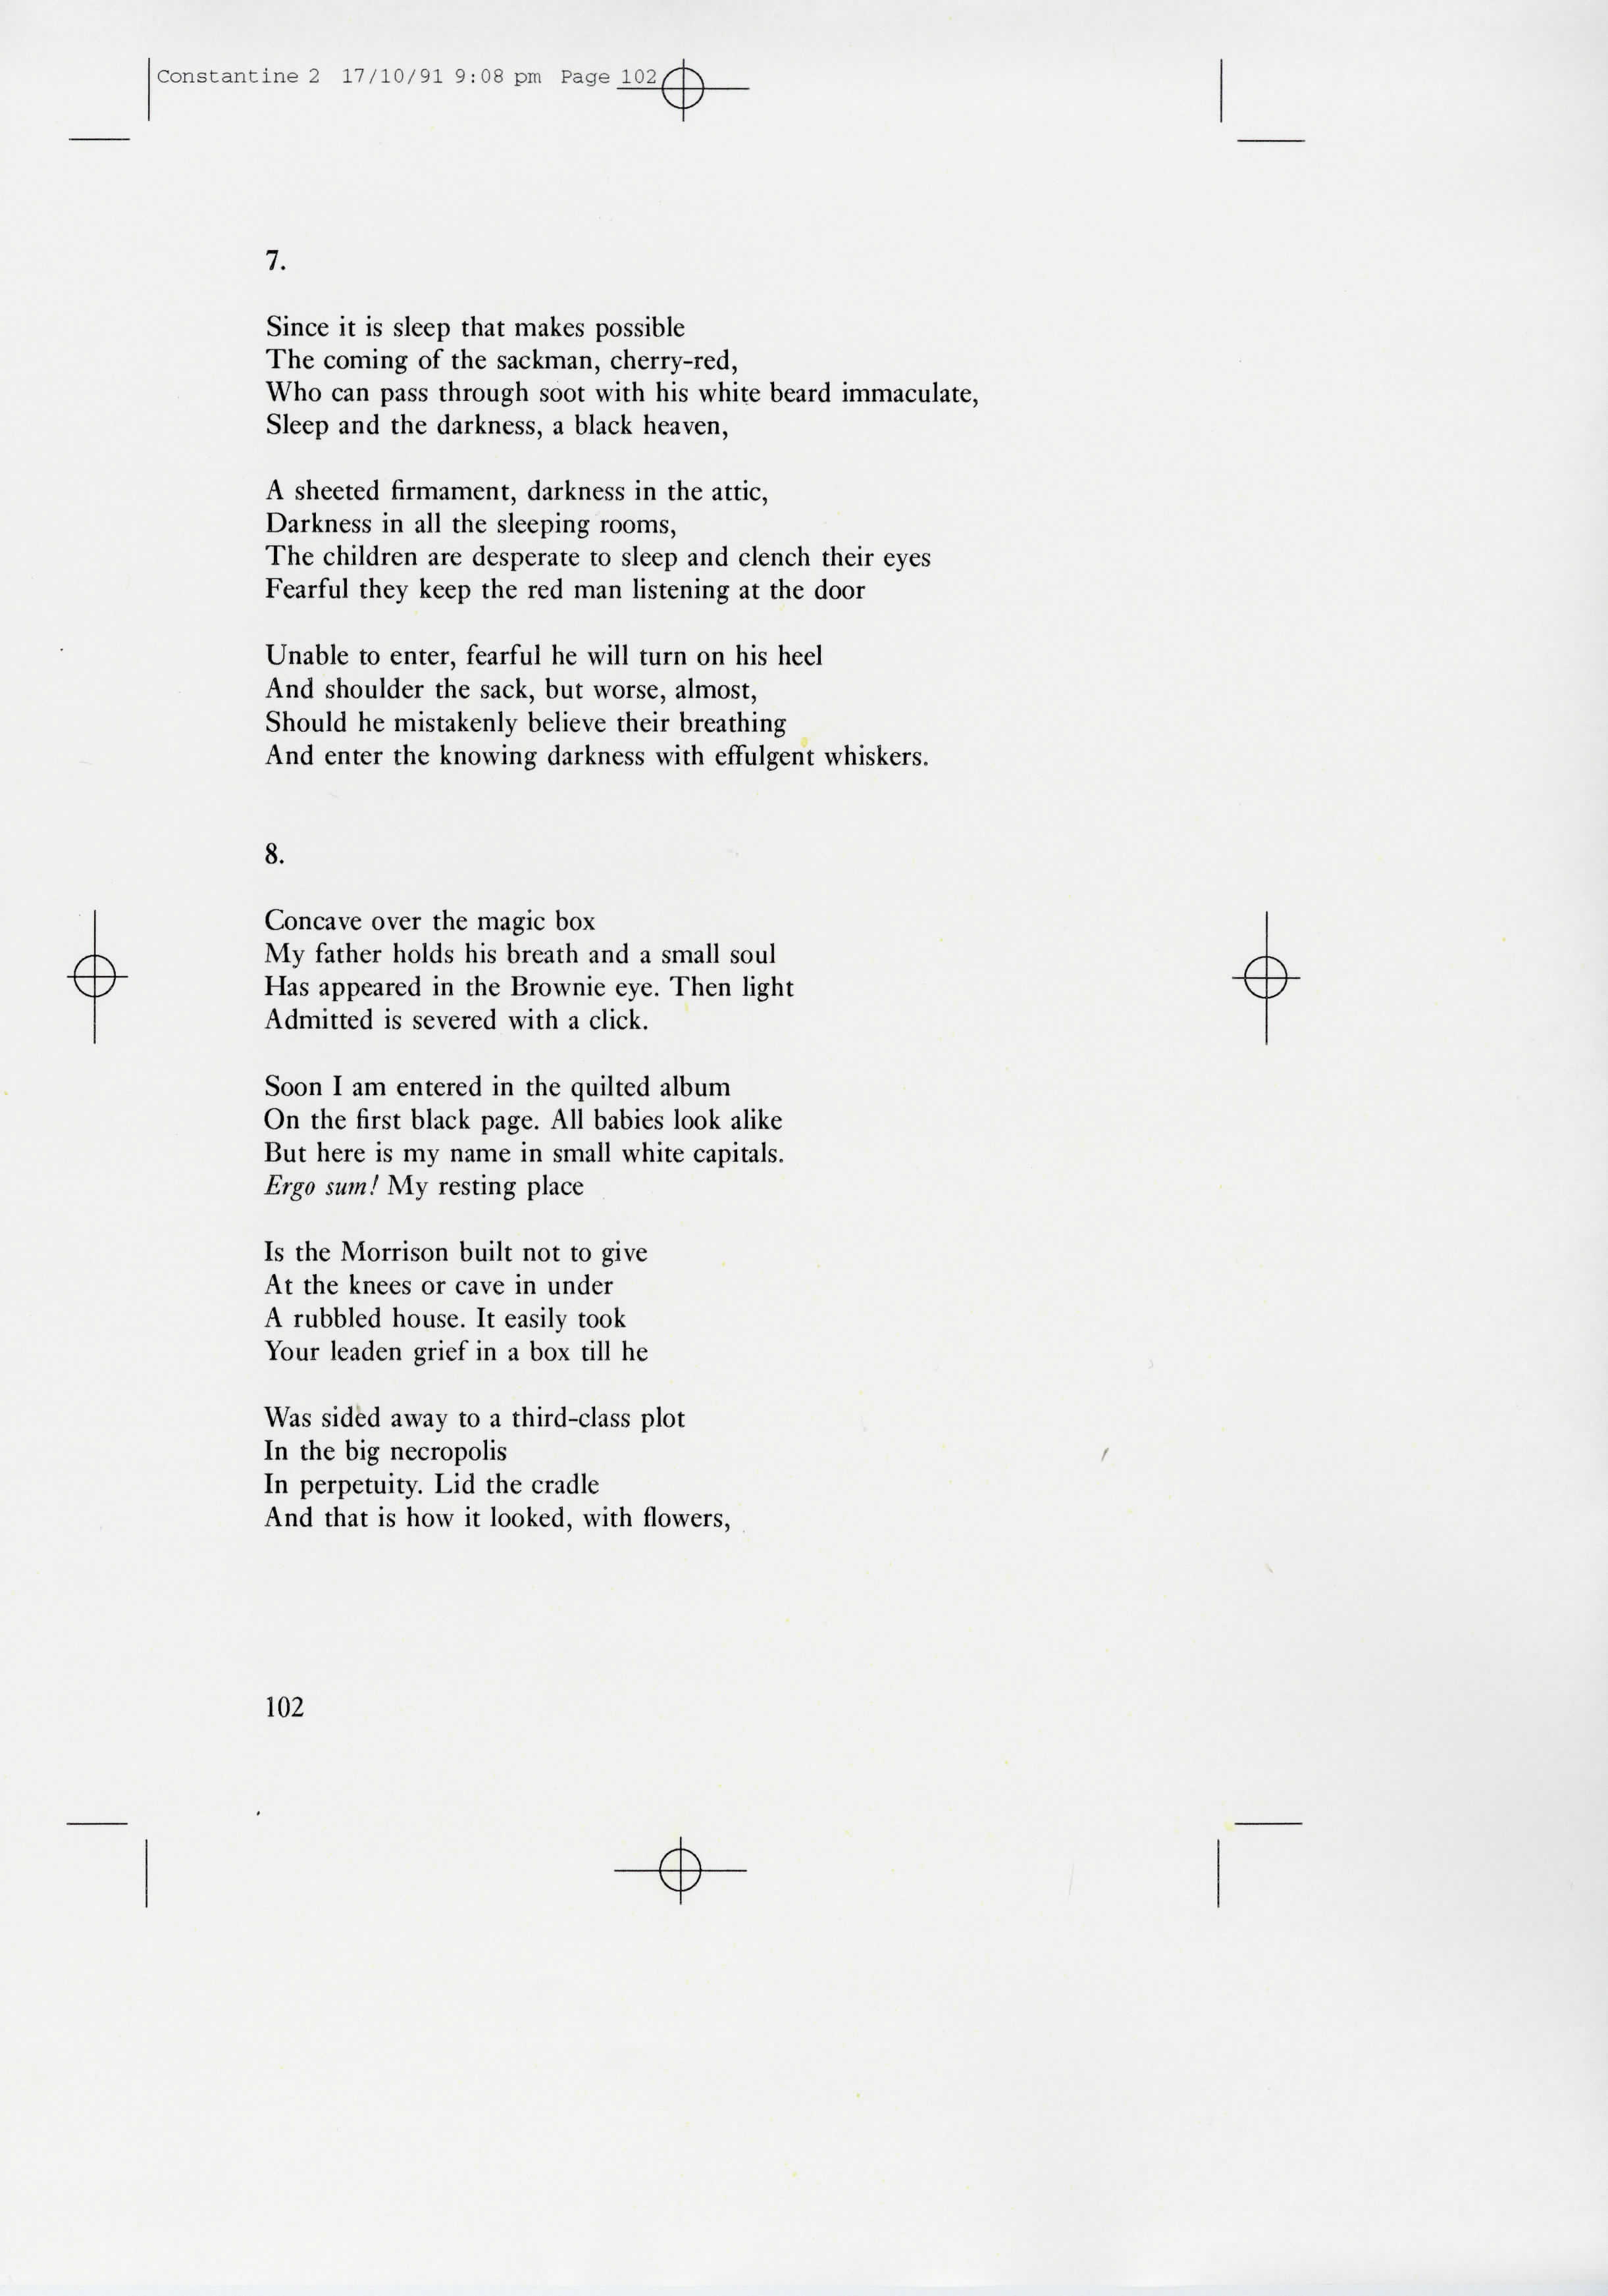 Constantine 2 17/10/91 9:08 pm Page 102
7.
Since it is sleep that makes possible
The coming of the sackman, cherry-red,
Who can pass through soot with his white beard immaculate,
Sleep and the darkness, a black heaven,
A sheeted firmament, darkness in the attic,
Darkness in all the sleeping rooms,
The children are desperate to sleep and clench their eyes
Fearful they keep the red man listening at the door
Unable to enter, fearful he will turn on his heel
And shoulder the sack, but worse, almost,
Should he mistakenly believe their breathing
And enter the knowing darkness with effulgent whiskers.
8.
Concave over the magic box
My father holds his breath and a small soul
Has appeared in the Brownie eye. Then light
Admitted is severed with a click.
Soon I am entered in the quilted album
On the first black page. All babies look alike
But here is my name in small white capitals.
Ergo sum! My resting place
Is the Morrison built not to give
At the knees or cave in under
A rubbled house. It easily took
Your leaden grief in a box till he
Was sided away to a third-class plot
In the big necropolis
In perpetuity. Lid the cradle
And that is how it looked, with flowers,
102